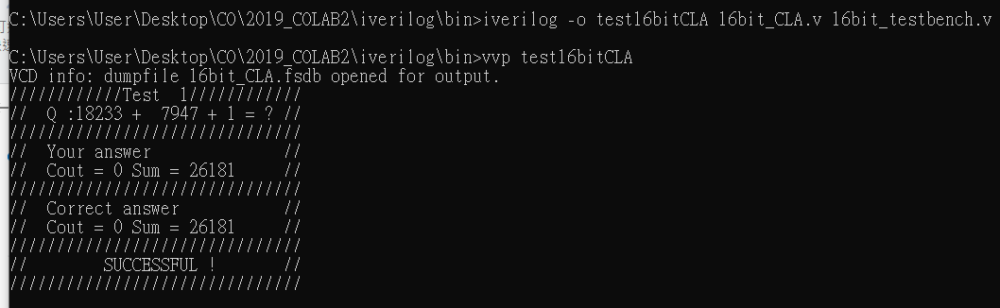 C:\Users\User\Desktop\CO\2019_COLAB2\iverilog\bin>iverilog -o test16bitCLA 16bit_CLA.v 16bit_testbench.v
C:\Users\User\Desktop\CO\2019_COLAB2\iverilog\bin>vvp test16bitCLA
VCD info: dumpfile 16bit_CLA.fsdb opened for output.
////////////Test  1////////////
//  Q :18233 +  7947 + 1 = ? //
///////////////////////////////
//  Your answer              //
//  Cout = 0 Sum = 26181     //
///////////////////////////////
//  Correct answer           //
//  Cout = 0 Sum = 26181     //
///////////////////////////////
//        SUCCESSFUL !       //
///////////////////////////////